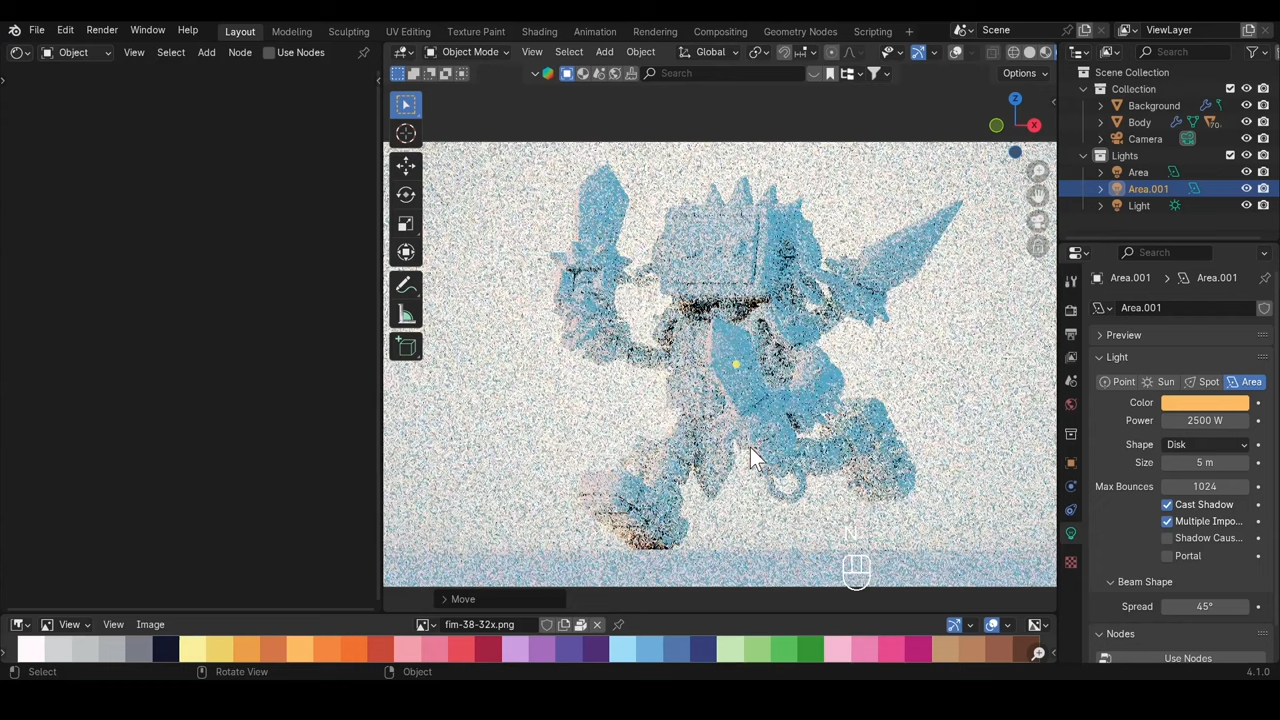 File Edit Render Window Help Layout Modeling Sculpting UV Editing Texture Paint Shading Animation Rendering Compositing Geometry Nodes Scripting + Scene ViewLayer
Object View Select Add Node Use Nodes Object Mode View Select Add Object Global Search
Search Options Scene Collection
Collection
Background
Body
Camera
Lights
Area
Area.001
Light
Z
X
Search
Area.001 Area.001
Area.001
Preview
Light
Point Sun Spot Area
Color
Power 2500 W
Shape Disk
Size 5 m
Max Bounces 1024
Cast Shadow
Multiple Impo...
Shadow Caus...
Portal
Beam Shape
Spread 45°
Nodes
Use Nodes
N
Move
View View Image fim-38-32x.png
Select Rotate View Object 4.1.0